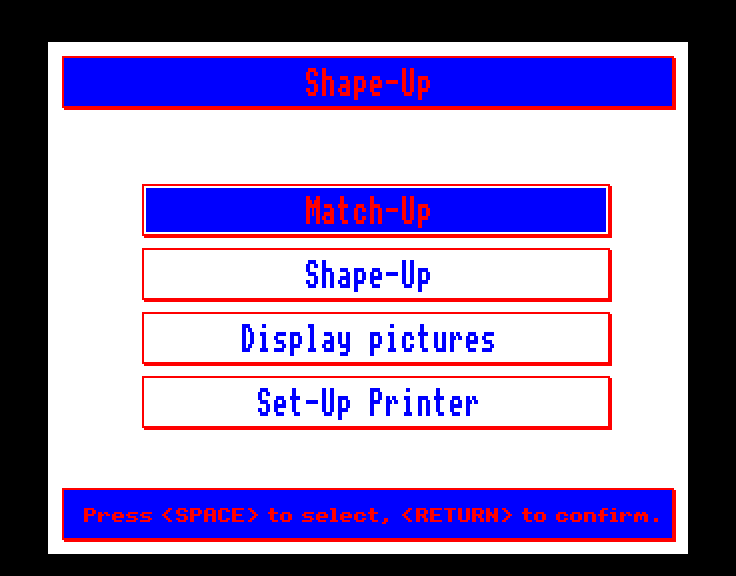 Shape-Up
Match-Up
Shape-Up
Display pictures
Set-Up Printer
Press <SPACE> to select, <RETURN> to confirm.